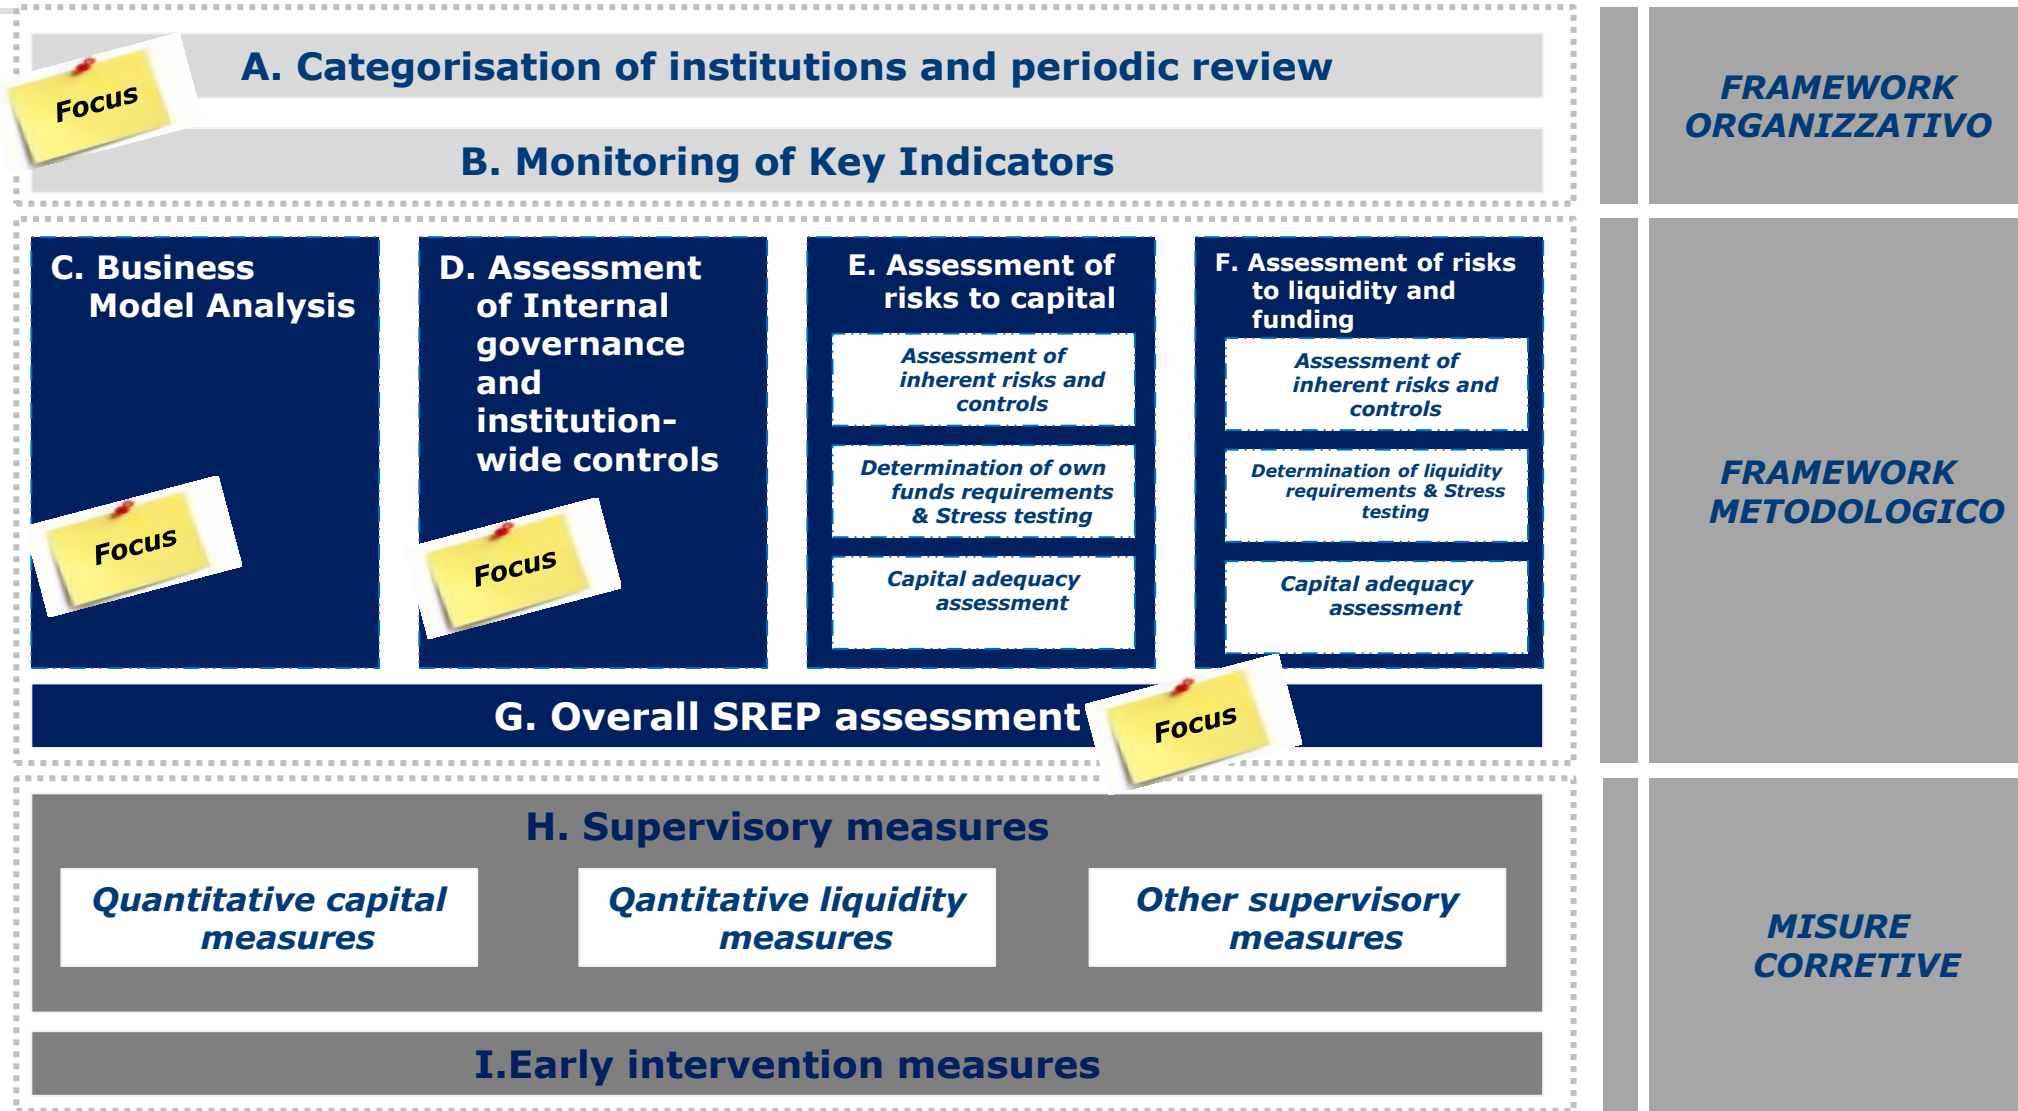 A. Categorisation of institutions and periodic review
Focus
B. Monitoring of Key Indicators
FRAMEWORK
ORGANIZZATIVO
C. Business
Model Analysis
Focus
D. Assessment
of Internal
governance
and
institution-
wide controls
Focus
E. Assessment of
risks to capital
Assessment of
inherent risks and
controls
Determination of own
funds requirements
& Stress testing
Capital adequacy
assessment
F. Assessment of risks
to liquidity and
funding
Assessment of
inherent risks and
controls
Determination of liquidity
requirements & Stress
testing
Capital adequacy
assessment
G. Overall SREP assessment
Focus
FRAMEWORK
METODOLOGICO
H. Supervisory measures
Quantitative capital
measures
Qantitative liquidity
measures
Other supervisory
measures
I.Early intervention measures
MISURE
CORRETIVE